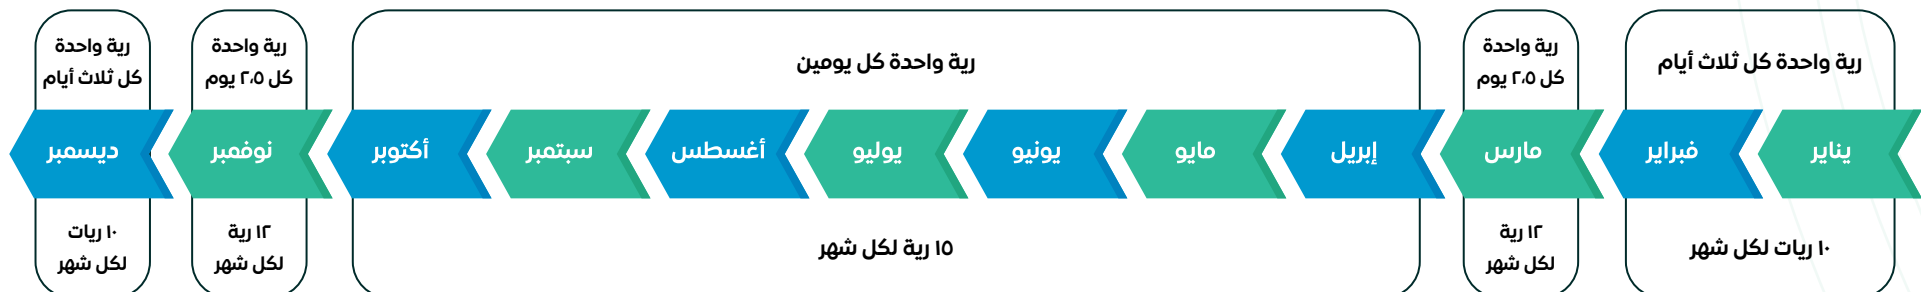 رية واحدة كل ثلاث أيام
رية واحدة
كل ٢،٥ يوم
رية واحدة كل يومين
رية واحدة
كل ٢،٥ يوم
رية واحدة
كل ثلاث أيام
يناير
فبراير
مارس
إبريل
مايو
يونيو
يوليو
أغسطس
سبتمبر
أكتوبر
نوفمبر
ديسمبر
١٠ ريات لكل شهر
١٢ رية
لكل شهر
١٥ رية لكل شهر
١٢ رية
لكل شهر
١٠ ريات
لكل شهر